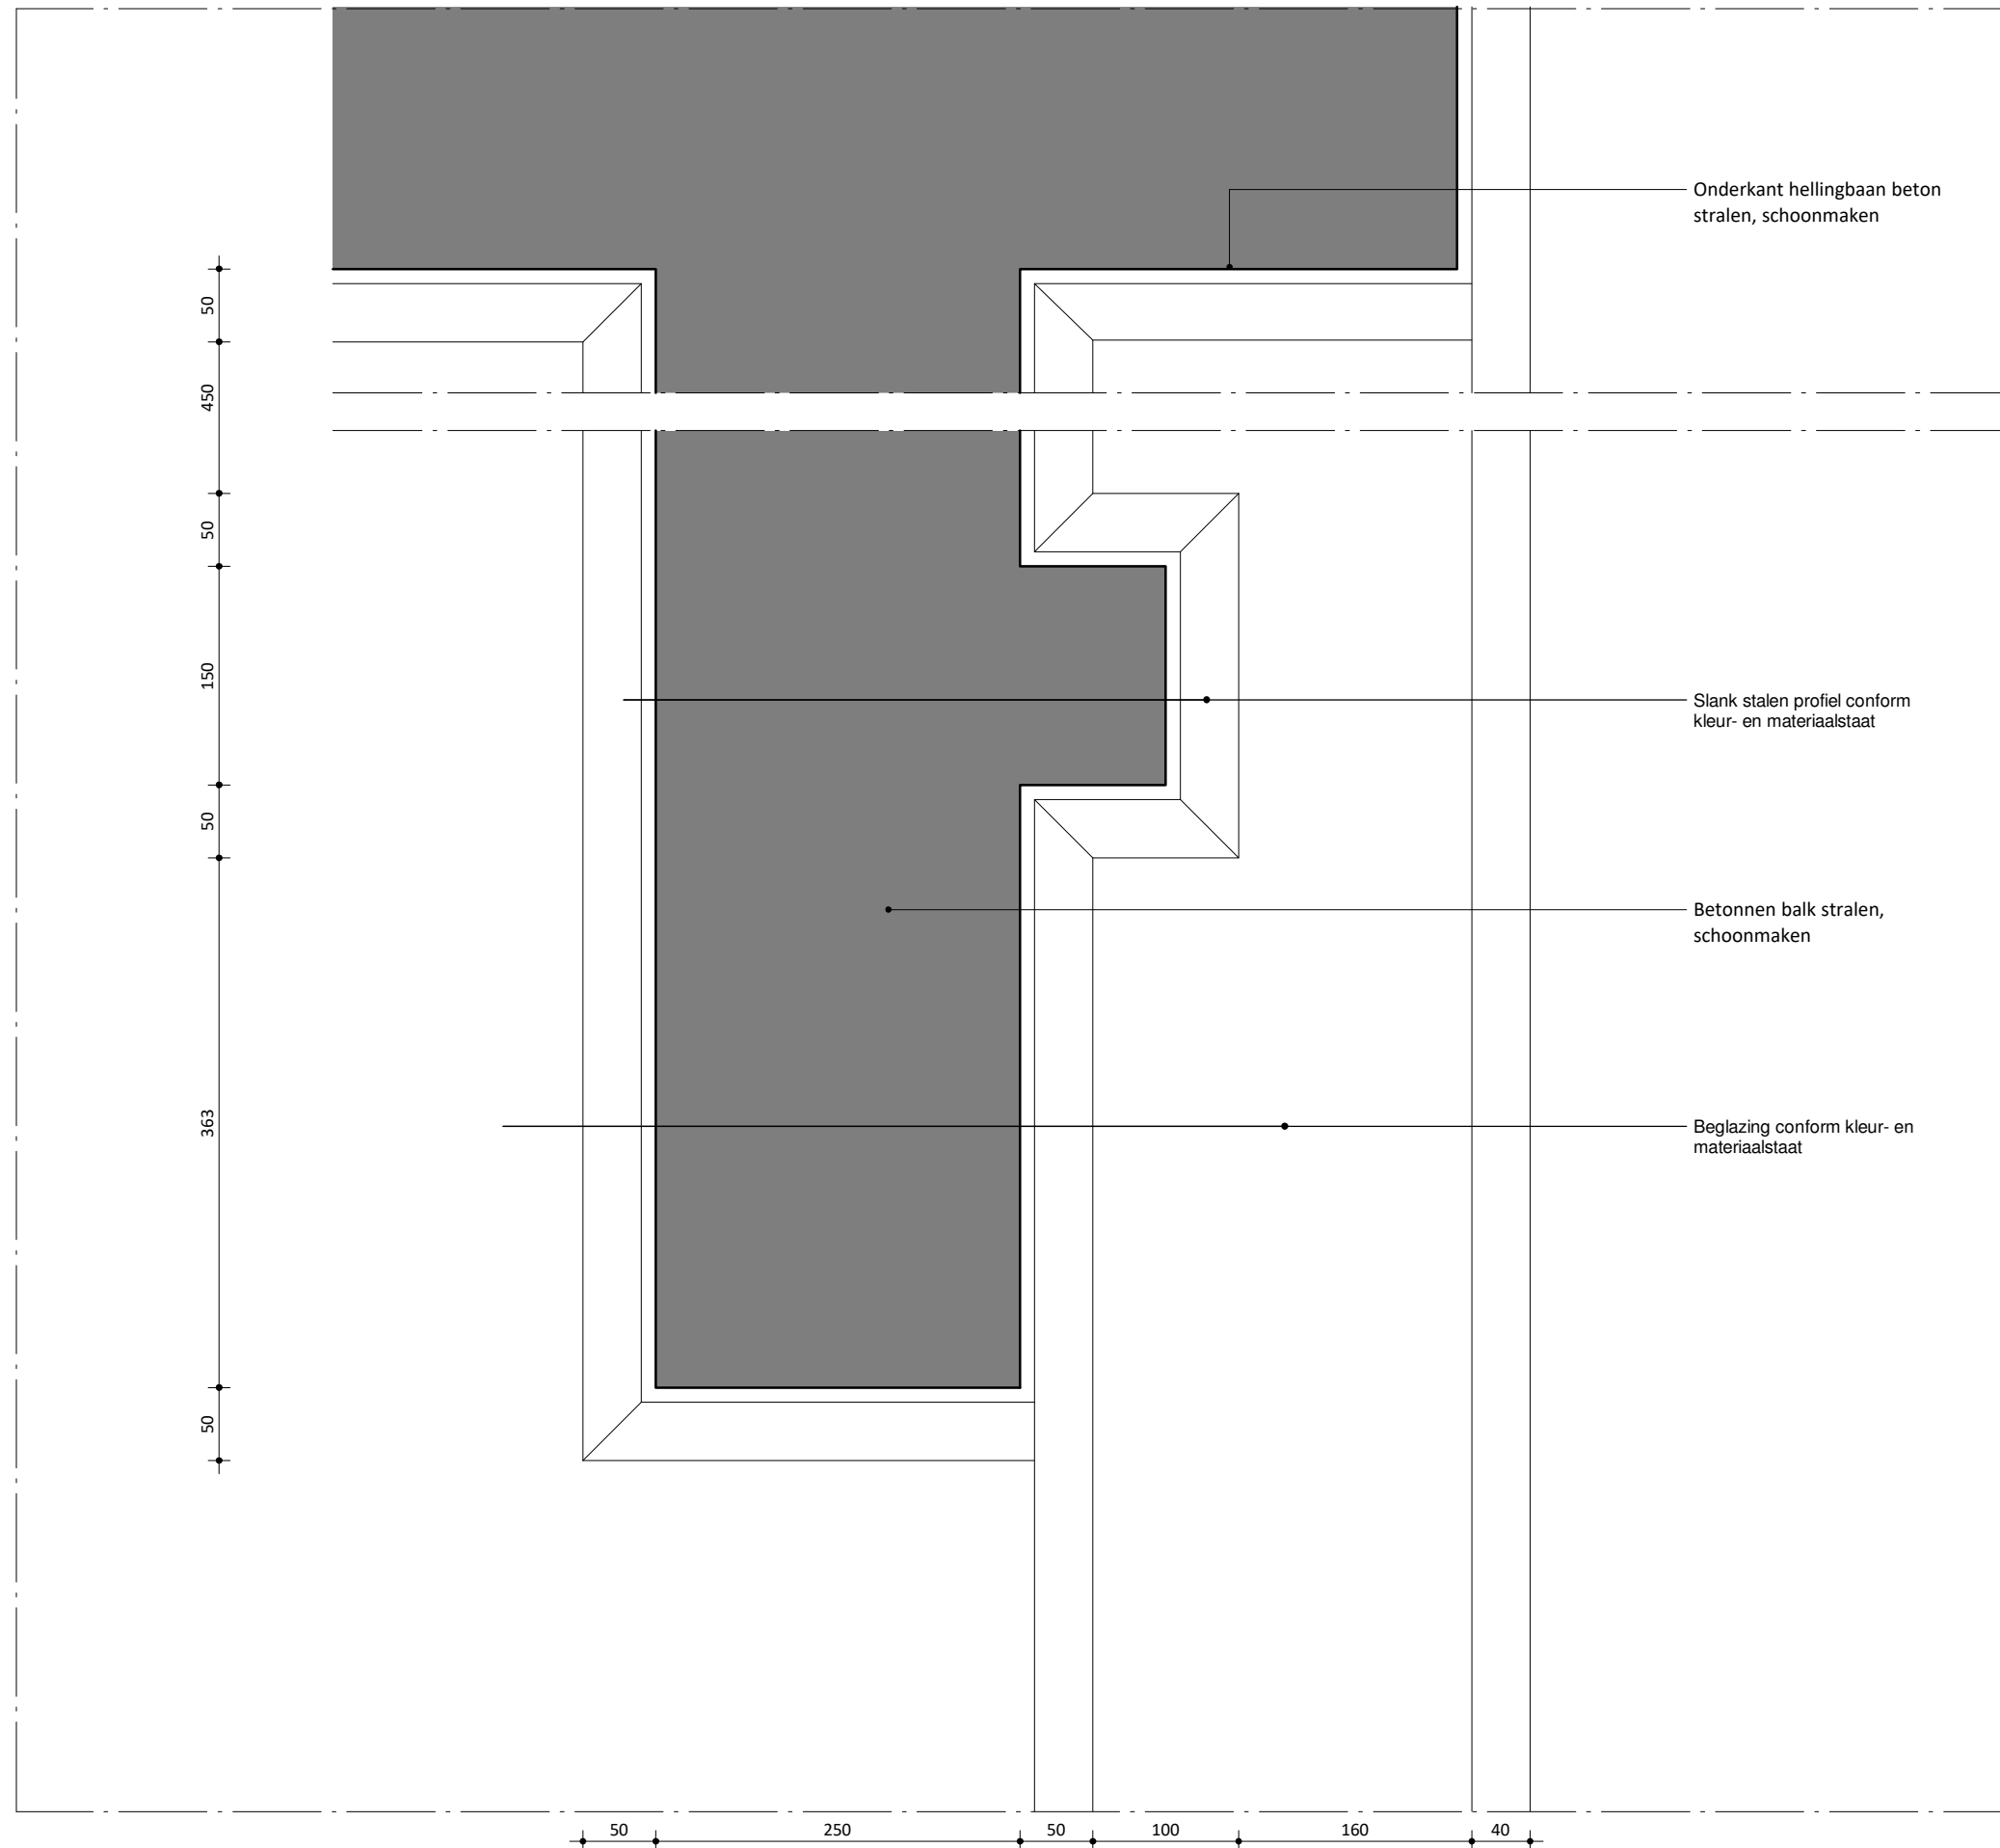 Onderkant hellingbaan beton
stralen, schoonmaken
50
450
50
150
Slank stalen profiel conform
kleur- en materiaalstaat
50
Betonnen balk stralen,
schoonmaken
363
Beglazing conform kleur- en
materiaalstaat
50
50 250 50 100 160 40